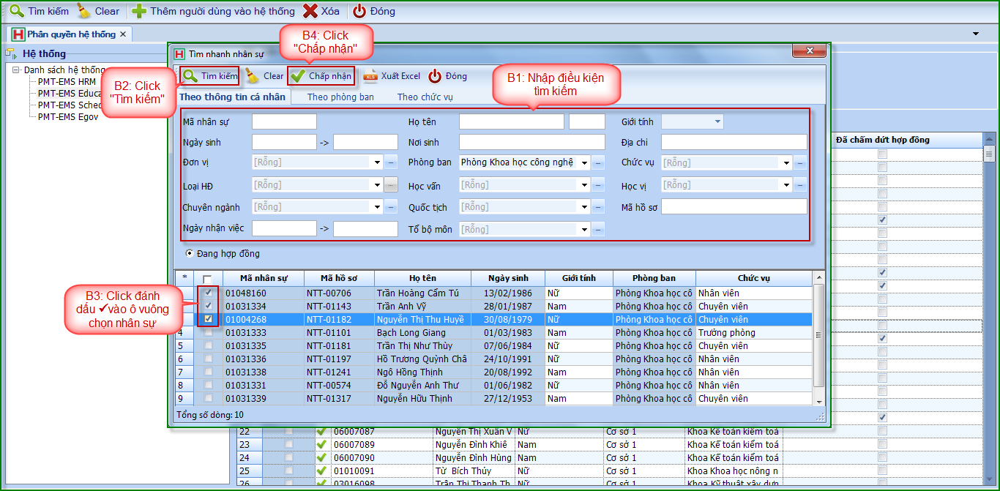 Tìm kiếm Clear Thêm người dùng vào hệ thống Xóa Đóng
Phân quyền hệ thống
Hệ thống
Danh sách hệ thống
PMT-EMS HRM
PMT-EMS Educa
PMT-EMS Sched
PMT-EMS Egov
B4: Click
"Chấp nhận"
Tìm nhanh nhân sự
B2: Click
"Tìm kiếm"
Tìm kiếm Clear Chấp nhận XLS Xuất Excel Đóng
B1: Nhập điều kiện
tìm kiếm
Theo thông tin cá nhân Theo phòng ban Theo chức vụ
Mã nhân sự Họ tên Giới tính
Ngày sinh -> Nơi sinh Địa chỉ
Đơn vị [Rỗng] Phòng ban Phòng Khoa học công nghệ Chức vụ [Rỗng]
Loại HĐ [Rỗng] ... Học vấn [Rỗng] Học vị [Rỗng]
Chuyên ngành [Rỗng] Quốc tịch [Rỗng] Mã hồ sơ
Ngày nhận việc -> Tổ bộ môn [Rỗng]
Đang hợp đồng
Đã chấm dứt hợp đồng
B3: Click đánh
dấu ✓vào ô vuông
chọn nhân sự
* Mã nhân sự Mã hồ sơ Họ tên Ngày sinh Giới tính Phòng ban Chức vụ
01048160 NTT-00706 Trần Hoàng Cẩm Tú 13/02/1986 Nữ Phòng Khoa học cô Nhân viên
01031334 NTT-01143 Trần Anh Vỹ 28/01/1987 Nam Phòng Khoa học cô Chuyên viên
01004268 NTT-01182 Nguyễn Thị Thu Huyề 30/08/1979 Nữ Phòng Khoa học cô Chuyên viên
4 01031333 NTT-01101 Bạch Long Giang 01/03/1983 Nam Phòng Khoa học cô Trưởng phòng
5 01031335 NTT-01181 Trần Thị Như Thùy 07/06/1984 Nữ Phòng Khoa học cô Chuyên viên
6 01031336 NTT-01197 Hồ Trương Quỳnh Châ 24/10/1991 Nữ Phòng Khoa học cô Nhân viên
7 01031338 NTT-01241 Ngô Hồng Thịnh 20/08/1992 Nam Phòng Khoa học cô Nhân viên
8 01031331 NTT-00574 Đỗ Nguyễn Anh Thư 01/06/1982 Nữ Phòng Khoa học cô Nhân viên
9 01031339 NTT-01317 Nguyễn Hữu Thịnh 27/12/1953 Nam Phòng Khoa học cô Chuyên viên
Tổng số dòng: 10
22 06007087 Nguyễn Thị Xuân V Nữ Cơ sở 1 Khoa Kế toán kiểm toá
23 06007089 Nguyễn Đình Khiê Nam Cơ sở 1 Khoa Kế toán kiểm toá
24 06007090 Nguyễn Đình Hùng Nam Cơ sở 1 Khoa Kế toán kiểm toá
25 01010091 Từ Bích Thủy Nữ Cơ sở 1 Khoa Khoa học nông n
26 03016098 Trần Thị Thanh Th Nữ Cơ sở 1 Khoa Kỹ thuật xây dựn